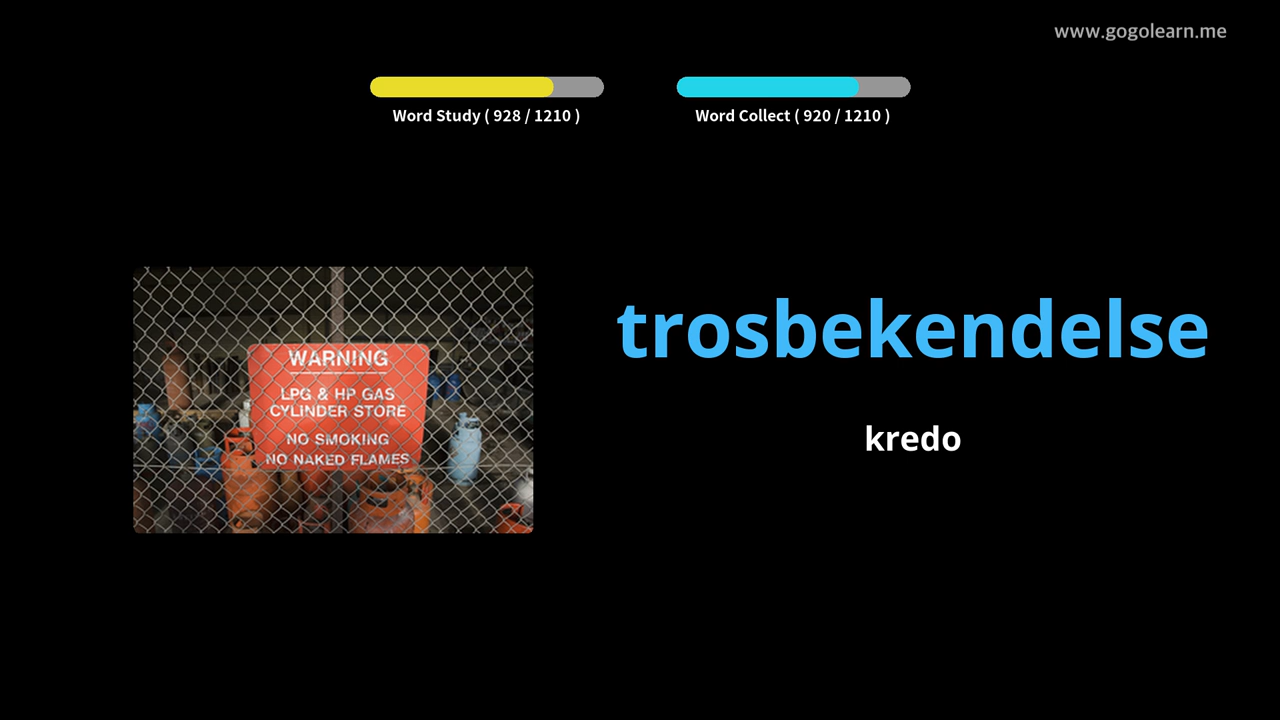 www.gogolearn.me
Word Study ( 928 / 1210 )
Word Collect ( 920 / 1210 )
WARNING
LPG & HP GAS
CYLINDER STORE
NO SMOKING
NO NAKED FLAMES
trosbekendelse
kredo